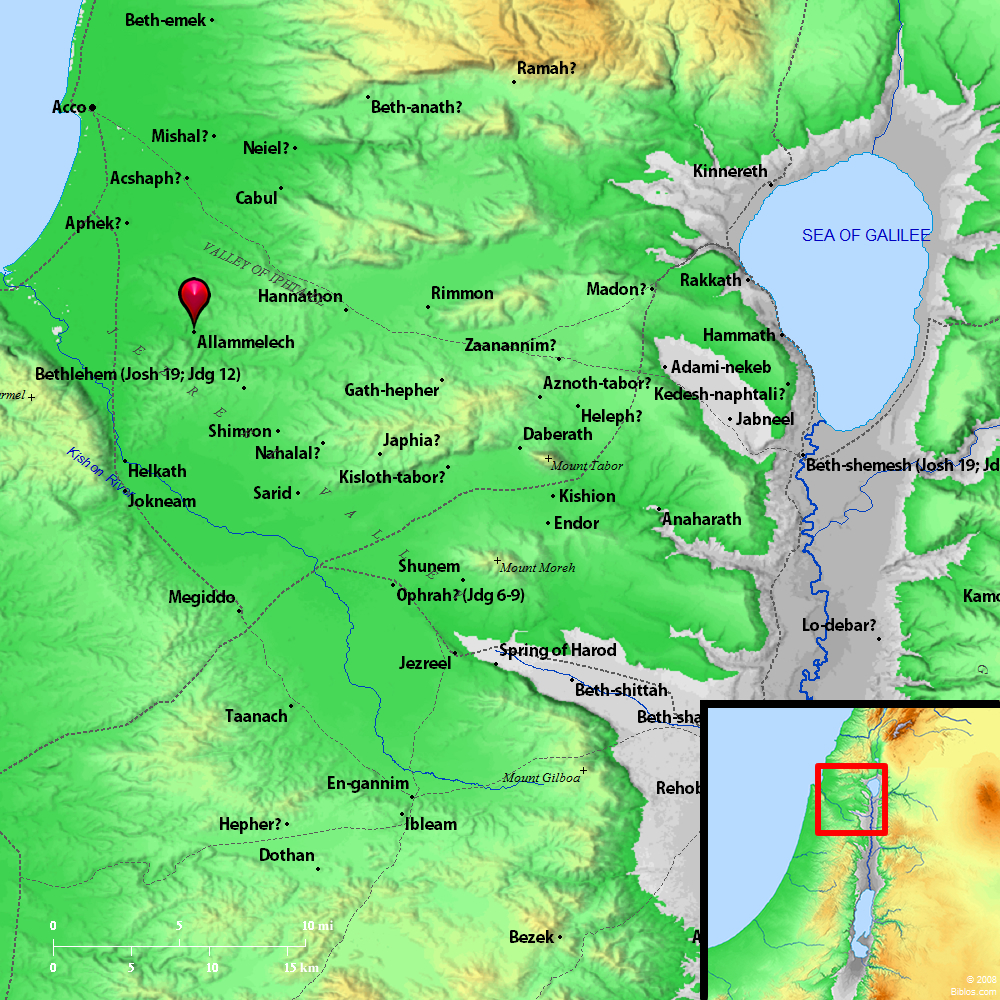 Beth-emek
Ramah?
Acco
Beth-anath?
Mishal?
Neiel?
Kinnereth
Acshaph?
Cabul
Aphek?
SEA OF GALILEE
VALLEY OF
Rakkath
Madon?
Hannathon
Rimmon
Hammath
Allammelech
Zaanannim?
Adami-nekeb
Bethlehem (Josh 19; Jdg 12)
Aznoth-tabor?
Kedesh-naphtali?
Gath-hepher
rmel
Heleph?
Jabneel
Shimron
Daberath
Japhia?
Nahalal?
Mount Tabor
Beth-shemesh (Josh 19; Jd
Kishon River
Helkath
Kisloth-tabor?
Sarid
Kishion
Jokneam
Anaharath
Endor
JEZREEL VALLEY
Shunem
Mount Moreh
Ophrah? (Jdg 6-9)
Megiddo
Kamo
Lo-debar?
Spring of Harod
Jezreel
G
Beth-shittah
Taanach
Beth-sha
Mount Gilboa
En-gannim
Rehob
Hepher?
Ibleam
Dothan
0 5 10 mi
Bezek
A
0 5 10 15 km
© 2008
Biblos.com